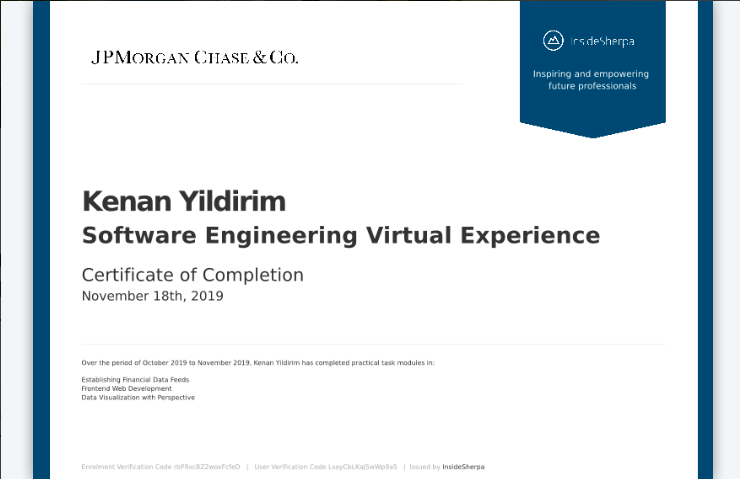 JPMORGAN CHASE & CO.
InsideSherpa
Inspiring and empowering
future professionals
Kenan Yildirim
Software Engineering Virtual Experience
Certificate of Completion
November 18th, 2019
Over the period of October 2019 to November 2019, Kenan Yildirim has completed practical task modules in:
Establishing Financial Data Feeds
Frontend Web Development
Data Visualization with Perspective
Enrolment Verification Code | User Verification Code | Issued by InsideSherpa